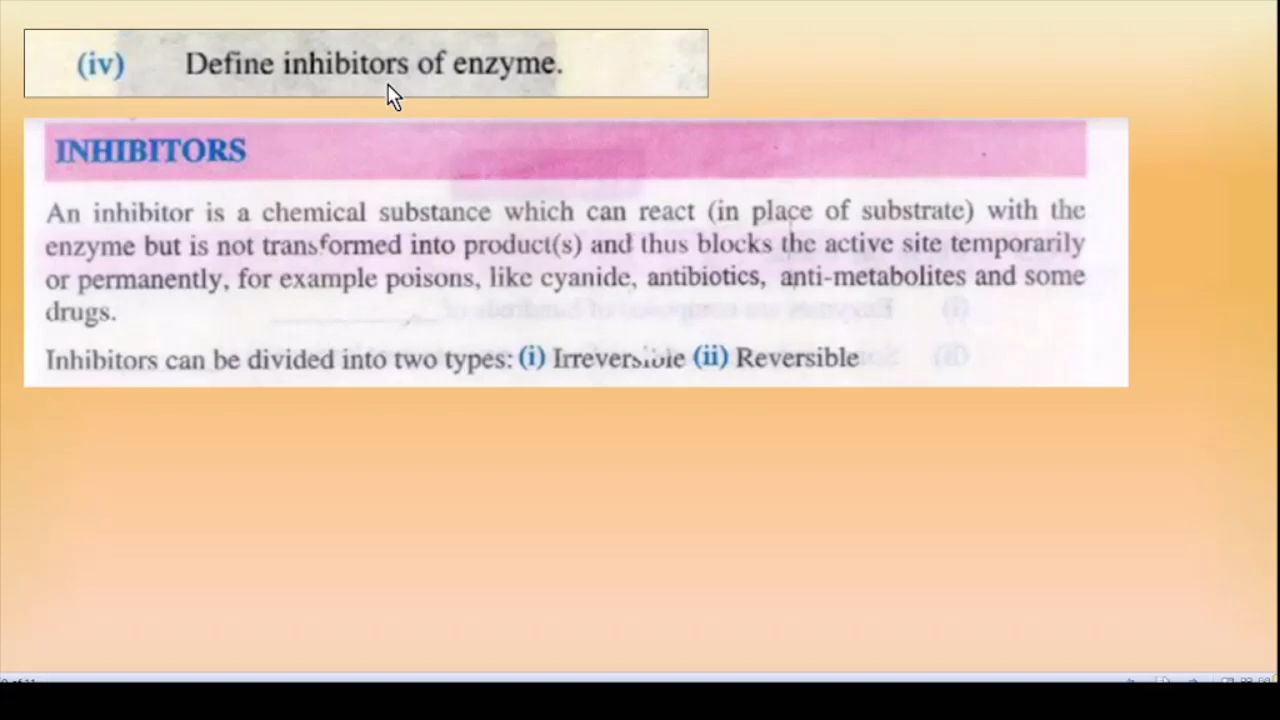 (iv) Define inhibitors of enzyme.
INHIBITORS
An inhibitor is a chemical substance which can react (in place of substrate) with the
enzyme but is not transformed into product(s) and thus blocks the active site temporarily
or permanently, for example poisons, like cyanide, antibiotics, anti-metabolites and some
drugs.
Inhibitors can be divided into two types: (i) Irreversible (ii) Reversible